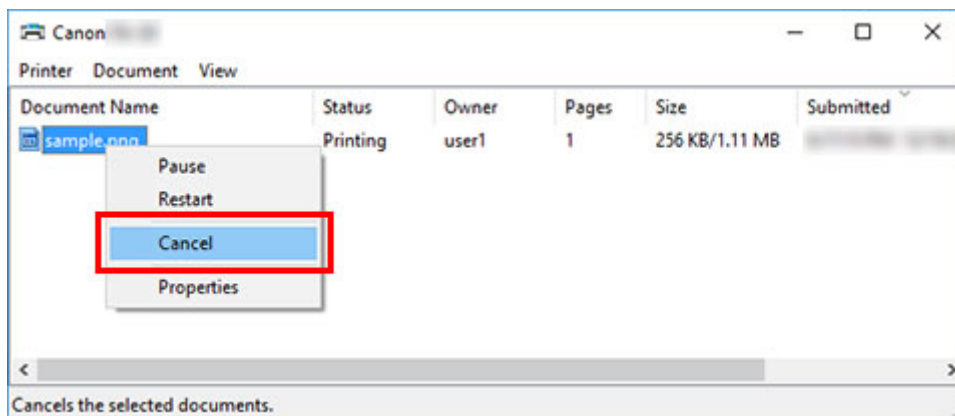 Canon
Printer Document View
Document Name Status Owner Pages Size Submitted
sample.png Printing user1 1 256 KB/1.11 MB
Pause
Restart
Cancel
Properties
Cancels the selected documents.